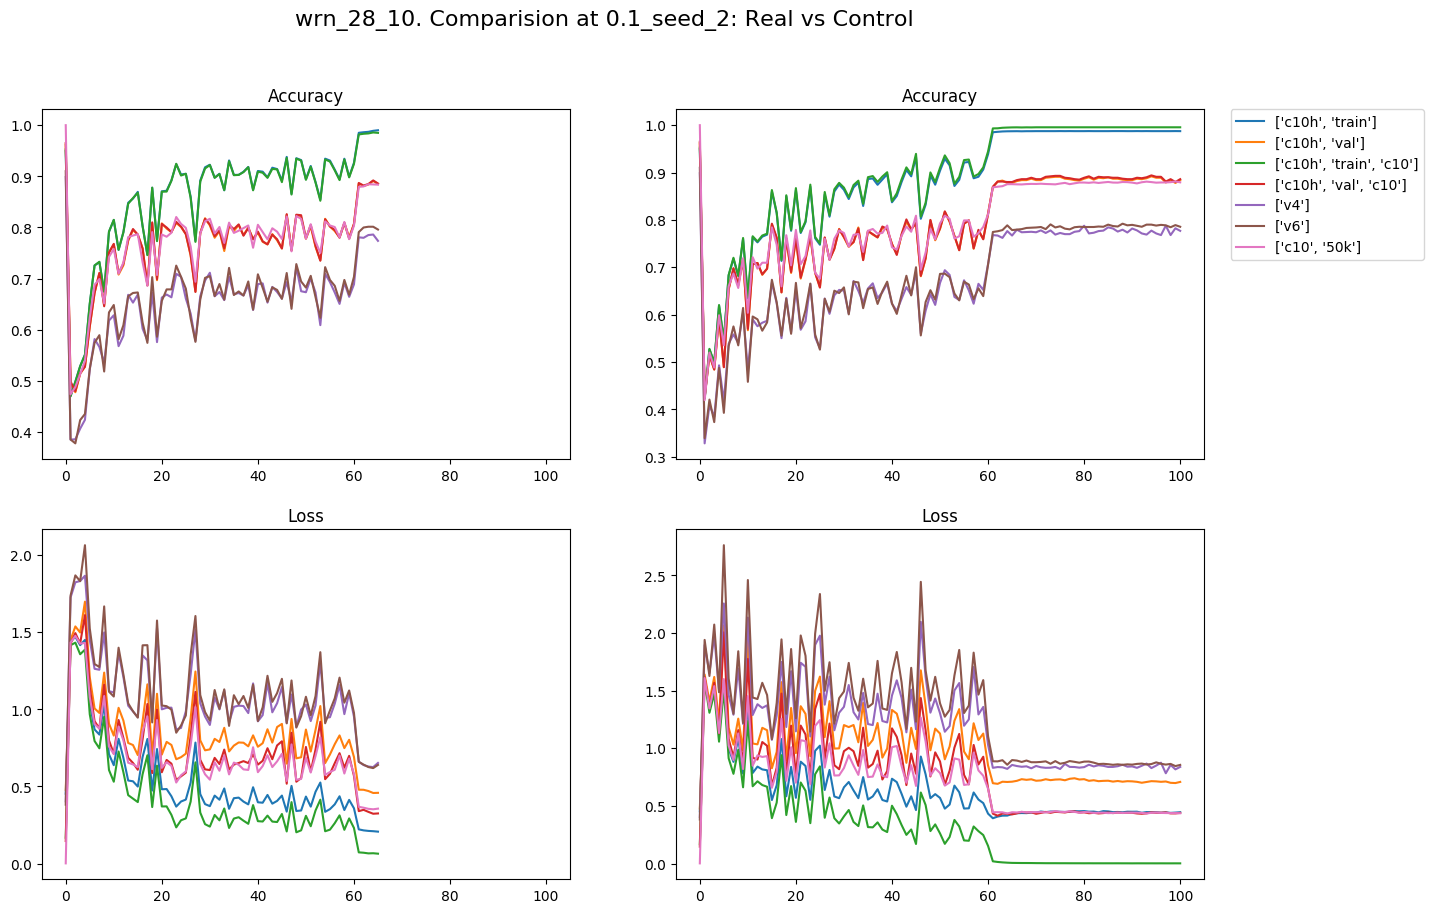 wrn_28_10. Comparision at 0.1_seed_2: Real vs Control
Accuracy
1.0
0.9
0.8
0.7
0.6
0.5
0.4
0 20 40 60 80 100
Accuracy
1.0
0.9
0.8
0.7
0.6
0.5
0.4
0.3
0 20 40 60 80 100
['c10h', 'train']
['c10h', 'val']
['c10h', 'train', 'c10']
['c10h', 'val', 'c10']
['v4']
['v6']
['c10', '50k']
Loss
2.0
1.5
1.0
0.5
0.0
0 20 40 60 80 100
Loss
2.5
2.0
1.5
1.0
0.5
0.0
0 20 40 60 80 100